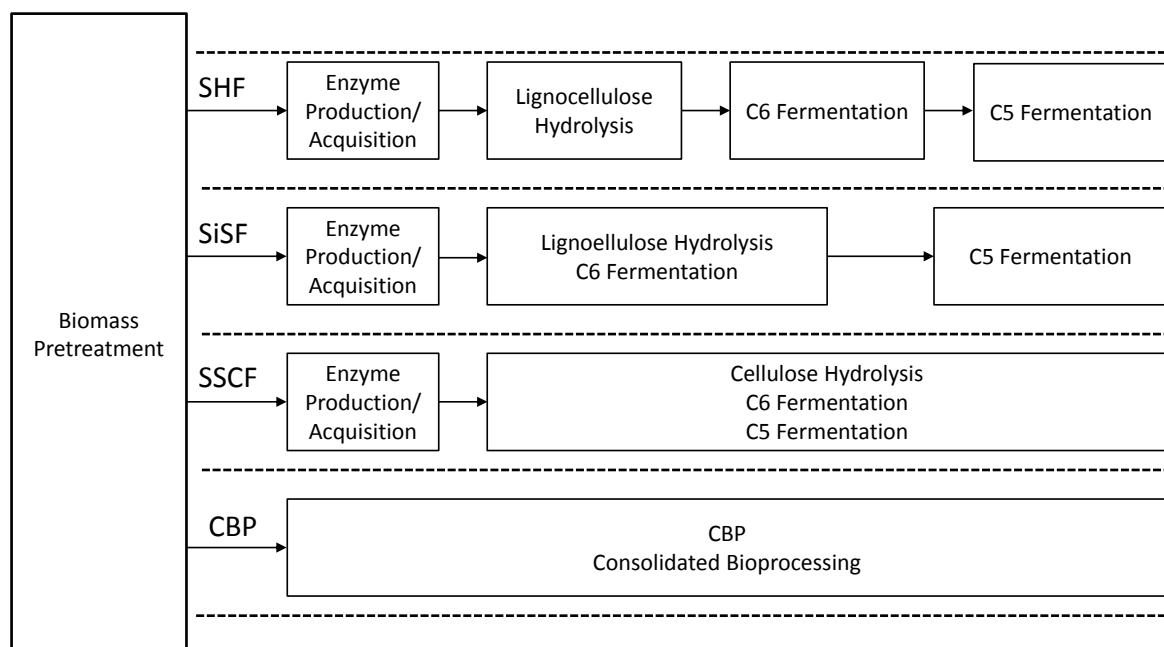 Biomass
Pretreatment
SHF
Enzyme
Production/
Acquisition
Lignocellulose
Hydrolysis
C6 Fermentation
C5 Fermentation
SiSF
Enzyme
Production/
Acquisition
Lignoellulose Hydrolysis
C6 Fermentation
C5 Fermentation
SSCF
Enzyme
Production/
Acquisition
Cellulose Hydrolysis
C6 Fermentation
C5 Fermentation
CBP
CBP
Consolidated Bioprocessing